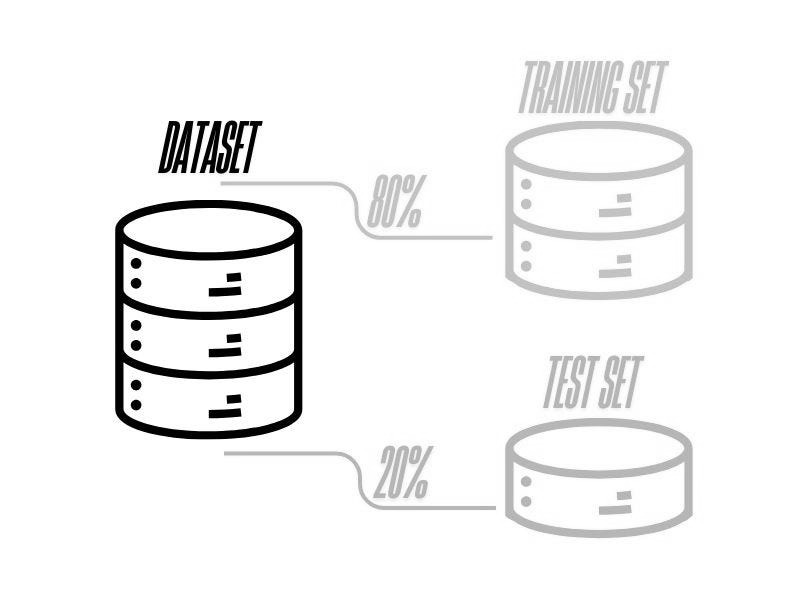 TRAINING SET
DATASET
80%
TEST SET
20%